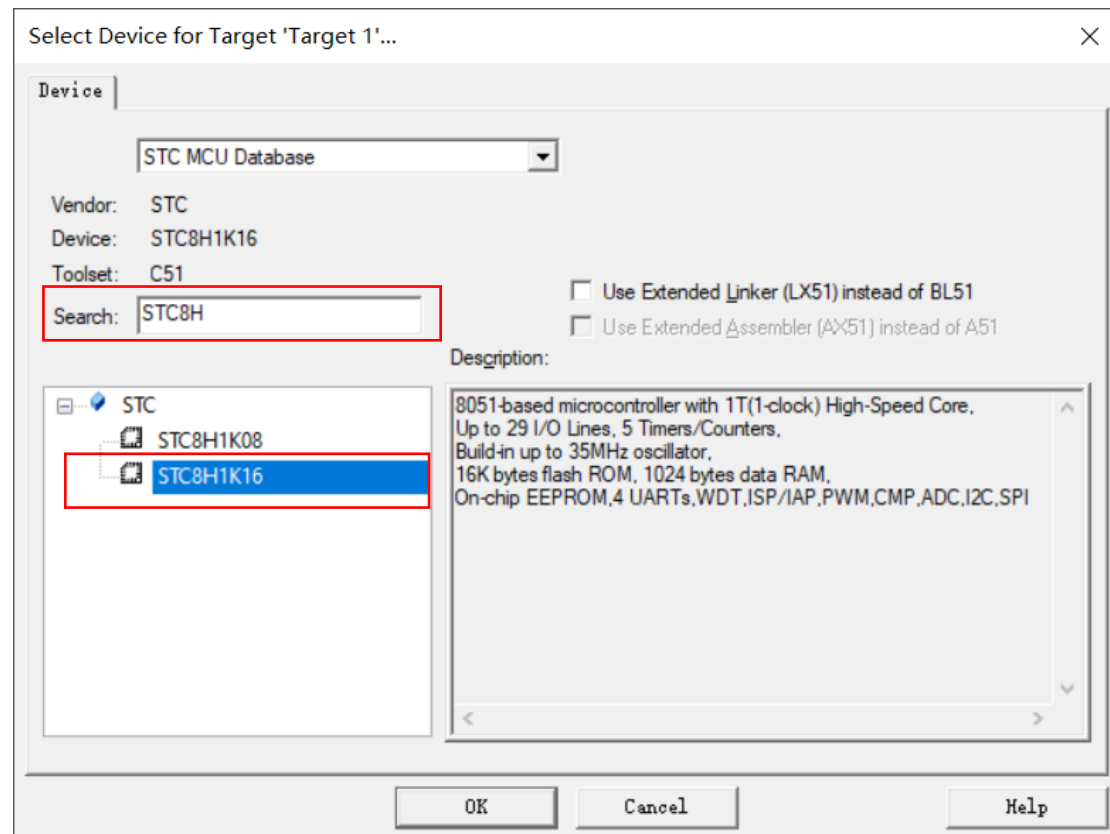 Select Device for Target 'Target 1'...
Device
STC MCU Database
Vendor: STC
Device: STC8H1K16
Toolset: C51
Search: STC8H
Use Extended Linker (LX51) instead of BL51
Use Extended Assembler (AX51) instead of A51
Description:
STC
STC8H1K08
STC8H1K16
8051-based microcontroller with 1T(1-clock) High-Speed Core,
Up to 29 I/O Lines, 5 Timers/Counters,
Build-in up to 35MHz oscillator,
16K bytes flash ROM, 1024 bytes data RAM,
On-chip EEPROM,4 UARTs,WDT,ISP/IAP,PWM,CMP,ADC,I2C,SPI
OK Cancel Help